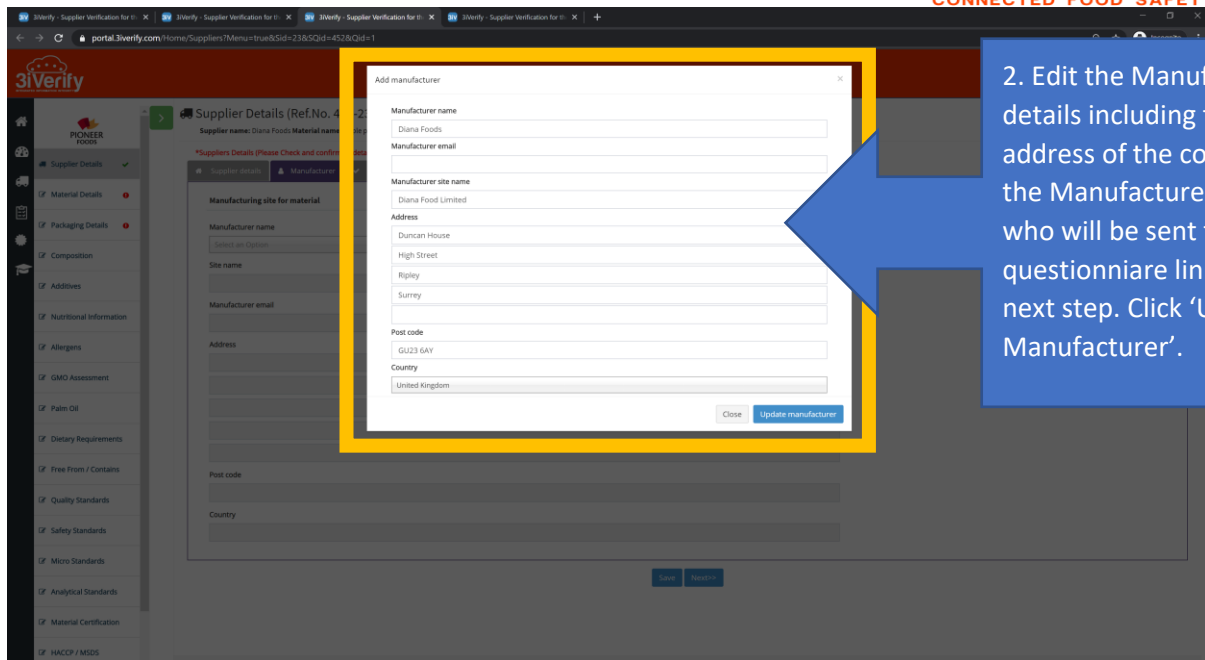 CONNECTED FOOD SAFET
3iVerify - Supplier Verification for th
3iVerify - Supplier Verification for th
3iVerify - Supplier Verification for th
3iVerify - Supplier Verification for th
portal.3iverify.com/Home/Suppliers?Menu=true&Sid=23&SQid=452&Qid=1
3iVerify
PIONEER
FOODS
Supplier Details
Material Details
Packaging Details
Composition
Additives
Nutritional Information
Allergens
GMO Assessment
Palm Oil
Dietary Requirements
Free From / Contains
Quality Standards
Safety Standards
Micro Standards
Analytical Standards
Material Certification
HACCP / MSDS
Supplier Details (Ref.No. 4
Supplier name: Diana Foods Material name
*Suppliers Details (Please Check and confirm
Supplier details
Manufacturer
Manufacturing site for material
Manufacturer name
Select an Option
Site name
Manufacturer email
Address
Post code
Country
Save
Next>>
Add manufacturer
Manufacturer name
Diana Foods
Manufacturer email
Manufacturer site name
Diana Food Limited
Address
Duncan House
High Street
Ripley
Surrey
Post code
GU23 6AY
Country
United Kingdom
Close
Update manufacturer
2. Edit the Manuf
details including
address of the co
the Manufacture
who will be sent
questionniare lin
next step. Click ‘U
Manufacturer’.